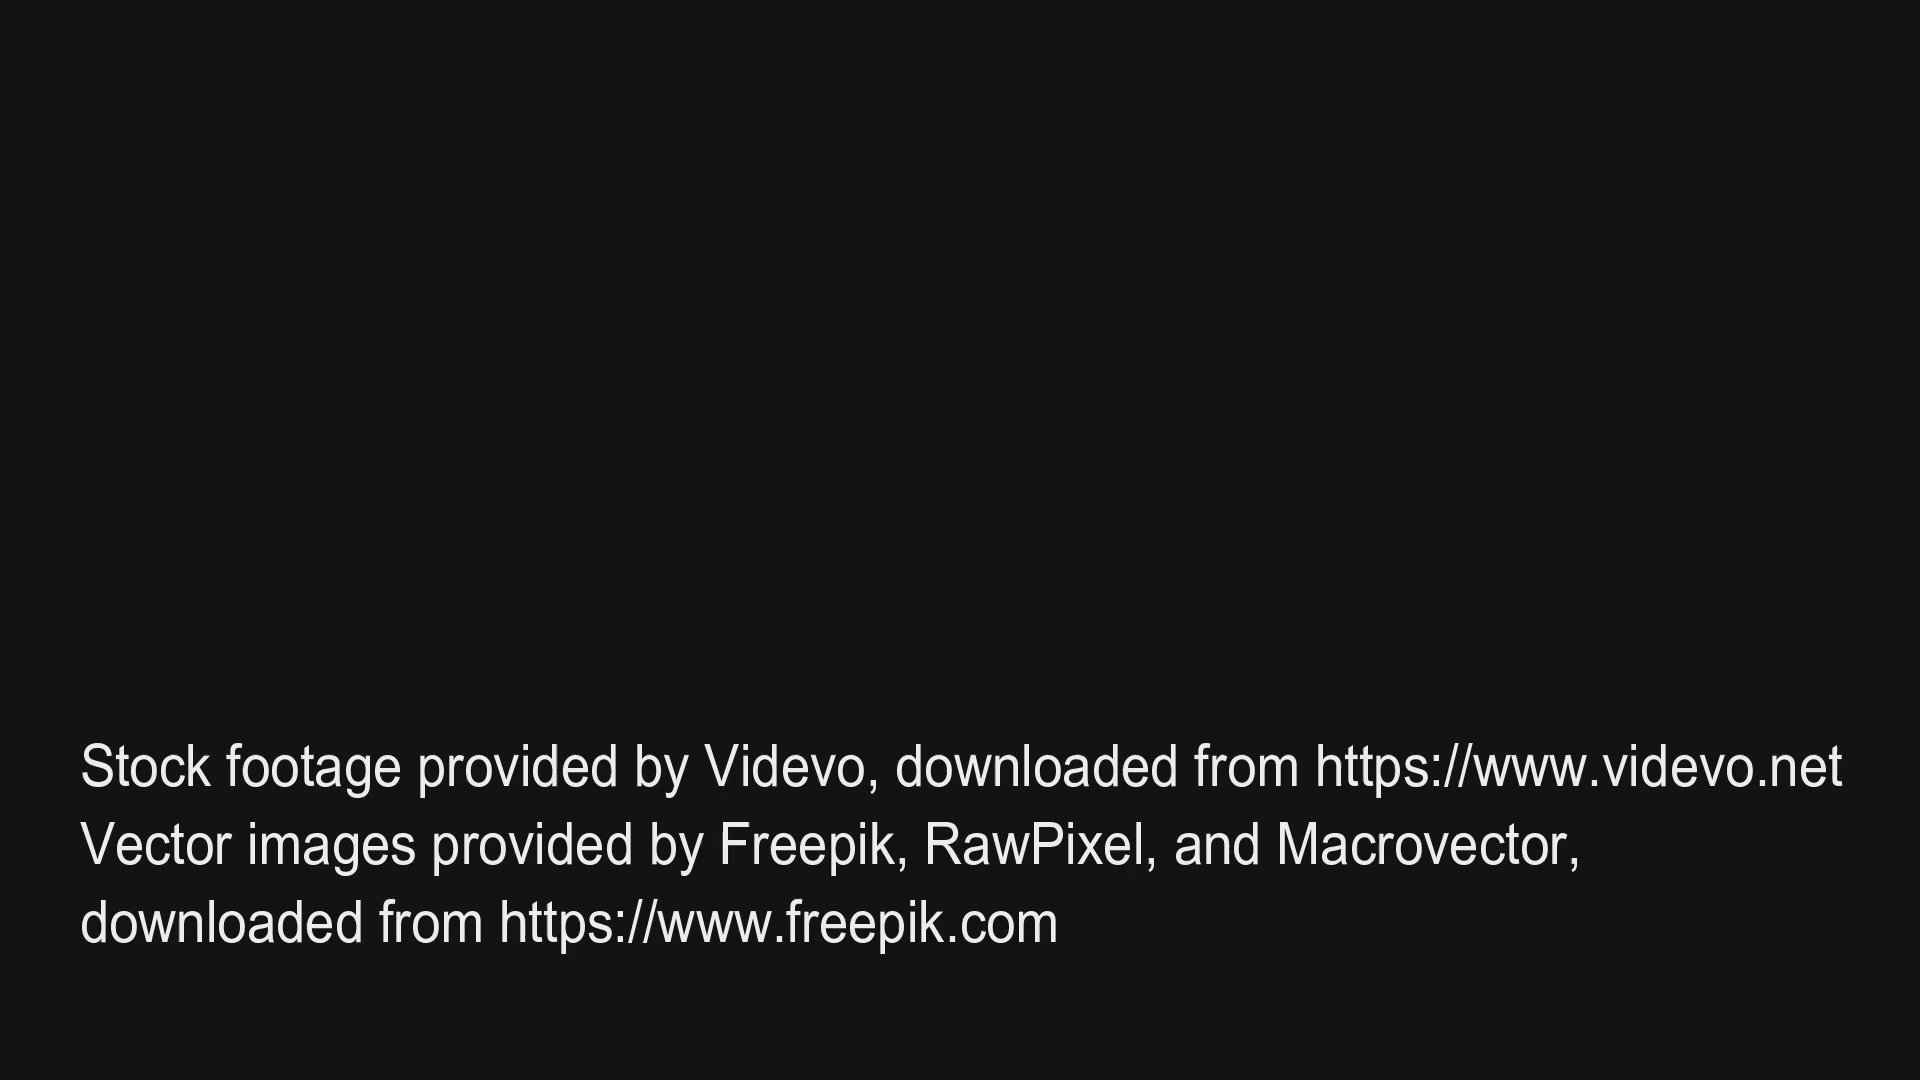 Stock footage provided by Videvo, downloaded from https://www.videvo.net
Vector images provided by Freepik, RawPixel, and Macrovector,
downloaded from https://www.freepik.com